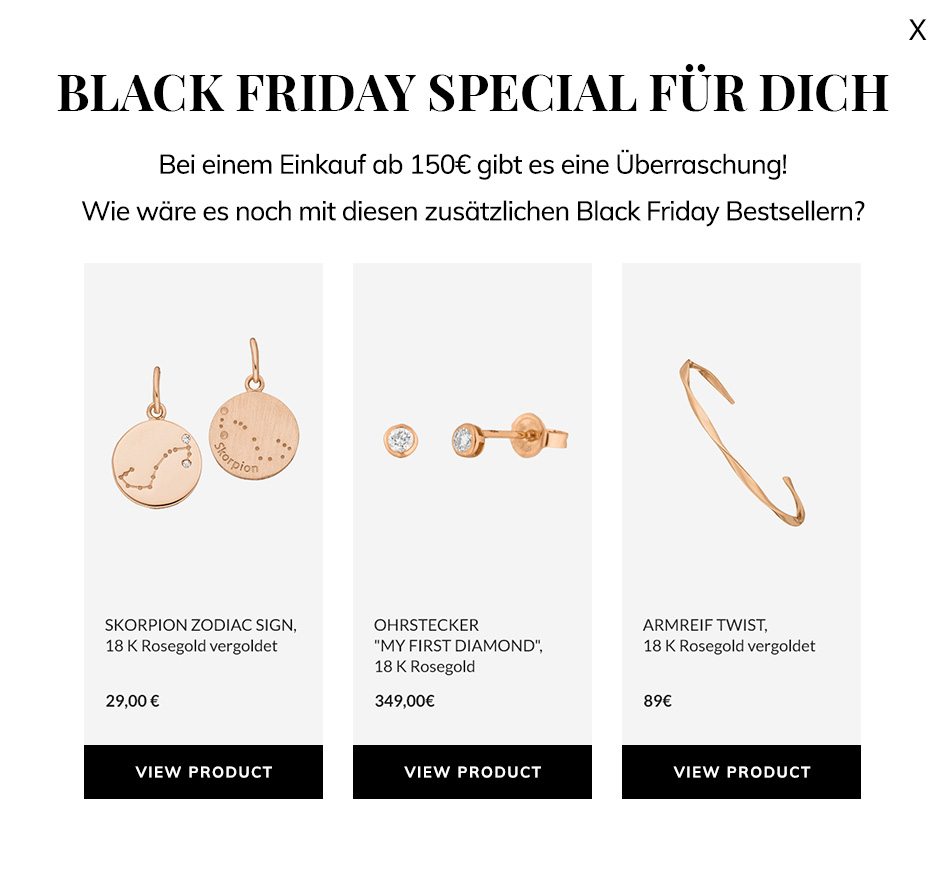 X
BLACK FRIDAY SPECIAL FÜR DICH
Bei einem Einkauf ab 150€ gibt es eine Überraschung!
Wie wäre es noch mit diesen zusätzlichen Black Friday Bestsellern?
Skorpion
SKORPION ZODIAC SIGN,
18 K Rosegold vergoldet
29,00 €
VIEW PRODUCT
OHRSTECKER
"MY FIRST DIAMOND",
18 K Rosegold
349,00€
VIEW PRODUCT
ARMREIF TWIST,
18 K Rosegold vergoldet
89€
VIEW PRODUCT